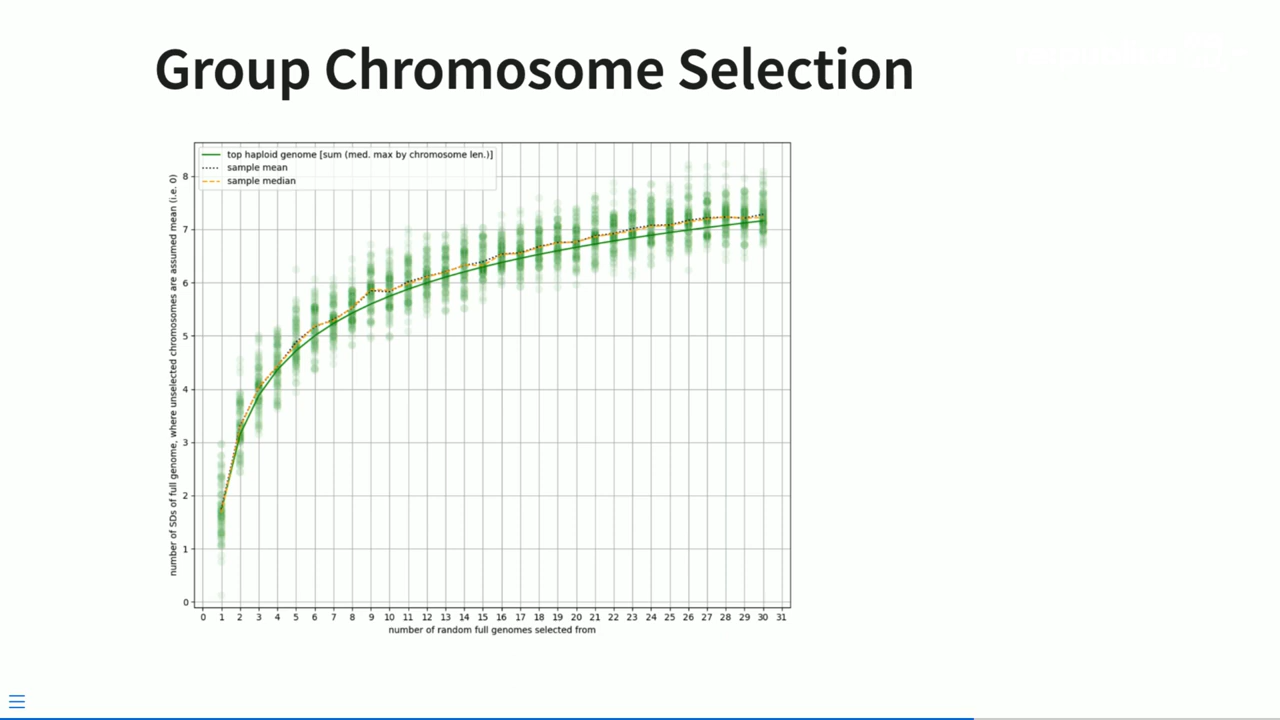 Group Chromosome Selection
top haploid genome [sum (med. max by chromosome len.)]
sample mean
sample median
number of SDs of full genome, where unselected chromosomes are assumed mean (i.e. 0)
8
7
6
5
4
3
2
1
0
0 1 2 3 4 5 6 7 8 9 10 11 12 13 14 15 16 17 18 19 20 21 22 23 24 25 26 27 28 29 30 31
number of random full genomes selected from